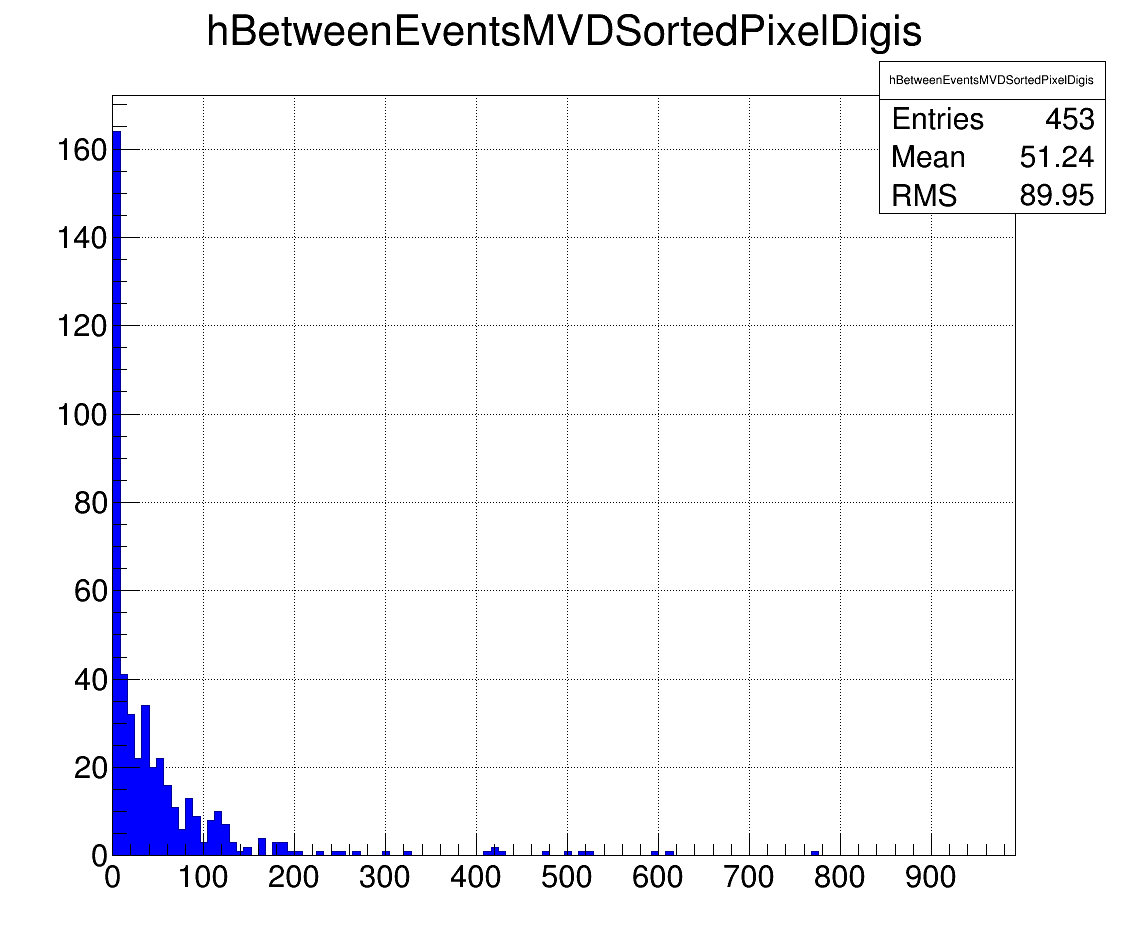 hBetweenEventsMVDSortedPixelDigis
hBetweenEventsMVDSortedPixelDigis
Entries 453
Mean 51.24
RMS 89.95
160
140
120
100
80
60
40
20
0
0 100 200 300 400 500 600 700 800 900